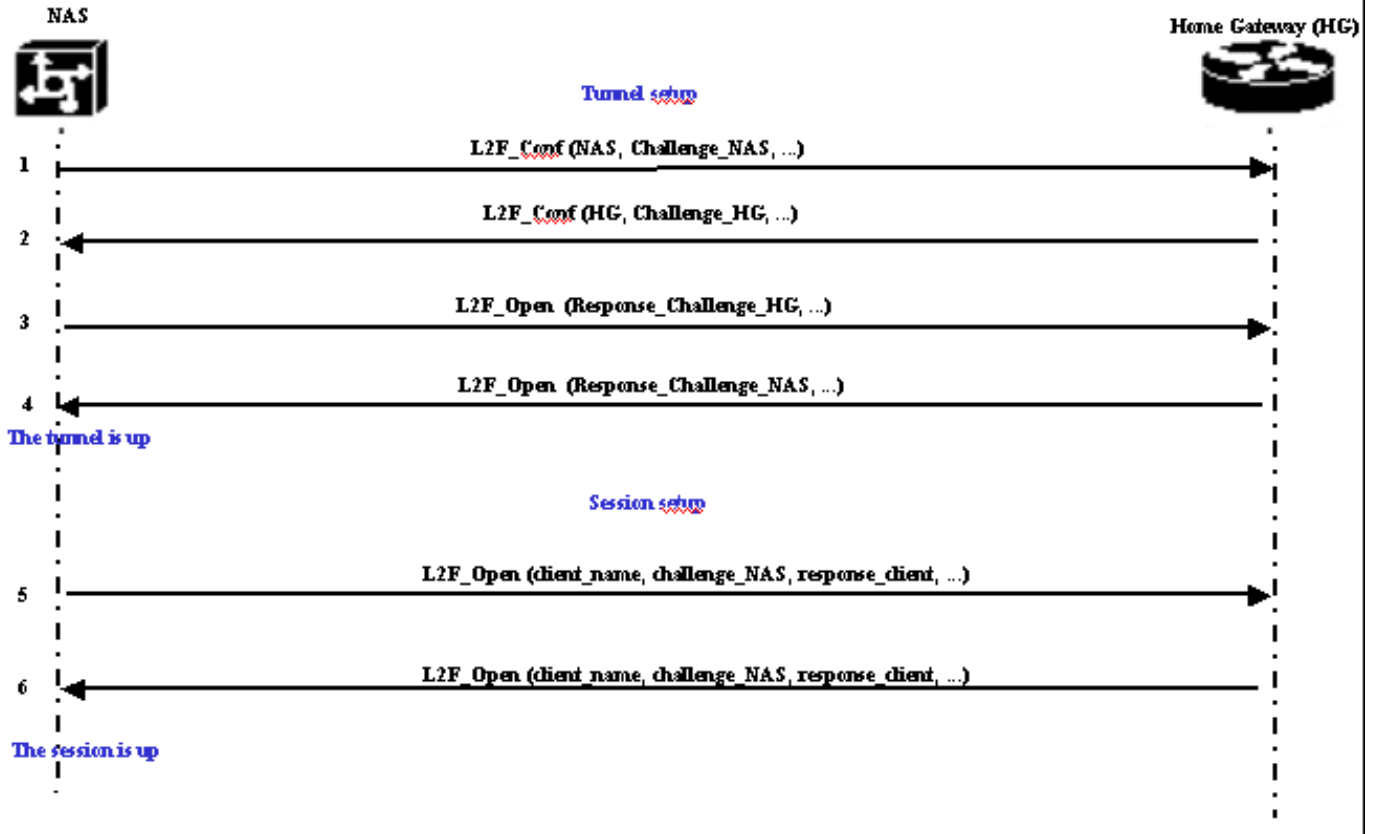 NAS
Home Gateway (HG)
Tunnel setup
L2F_Conf (NAS, Challenge_NAS, ...)
1
L2F_Conf (HG, Challenge_HG, ...)
2
L2F_Open (Response_Challenge_HG, ...)
3
L2F_Open (Response_Challenge_NAS, ...)
4
The tunnel is up
Session setup
L2F_Open (client_name, challenge_NAS, response_client, ...)
5
L2F_Open (client_name, challenge_NAS, response_client, ...)
6
The session is up